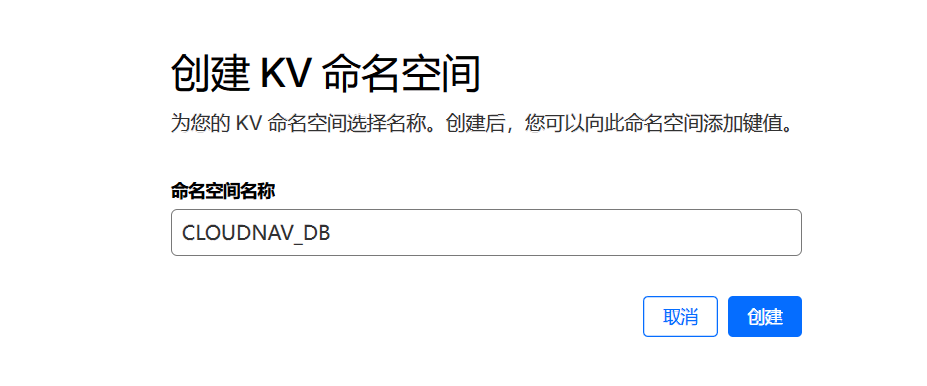 创建 KV 命名空间
为您的 KV 命名空间选择名称。创建后，您可以向此命名空间添加键值。
命名空间名称
CLOUDNAV_DB
取消
创建